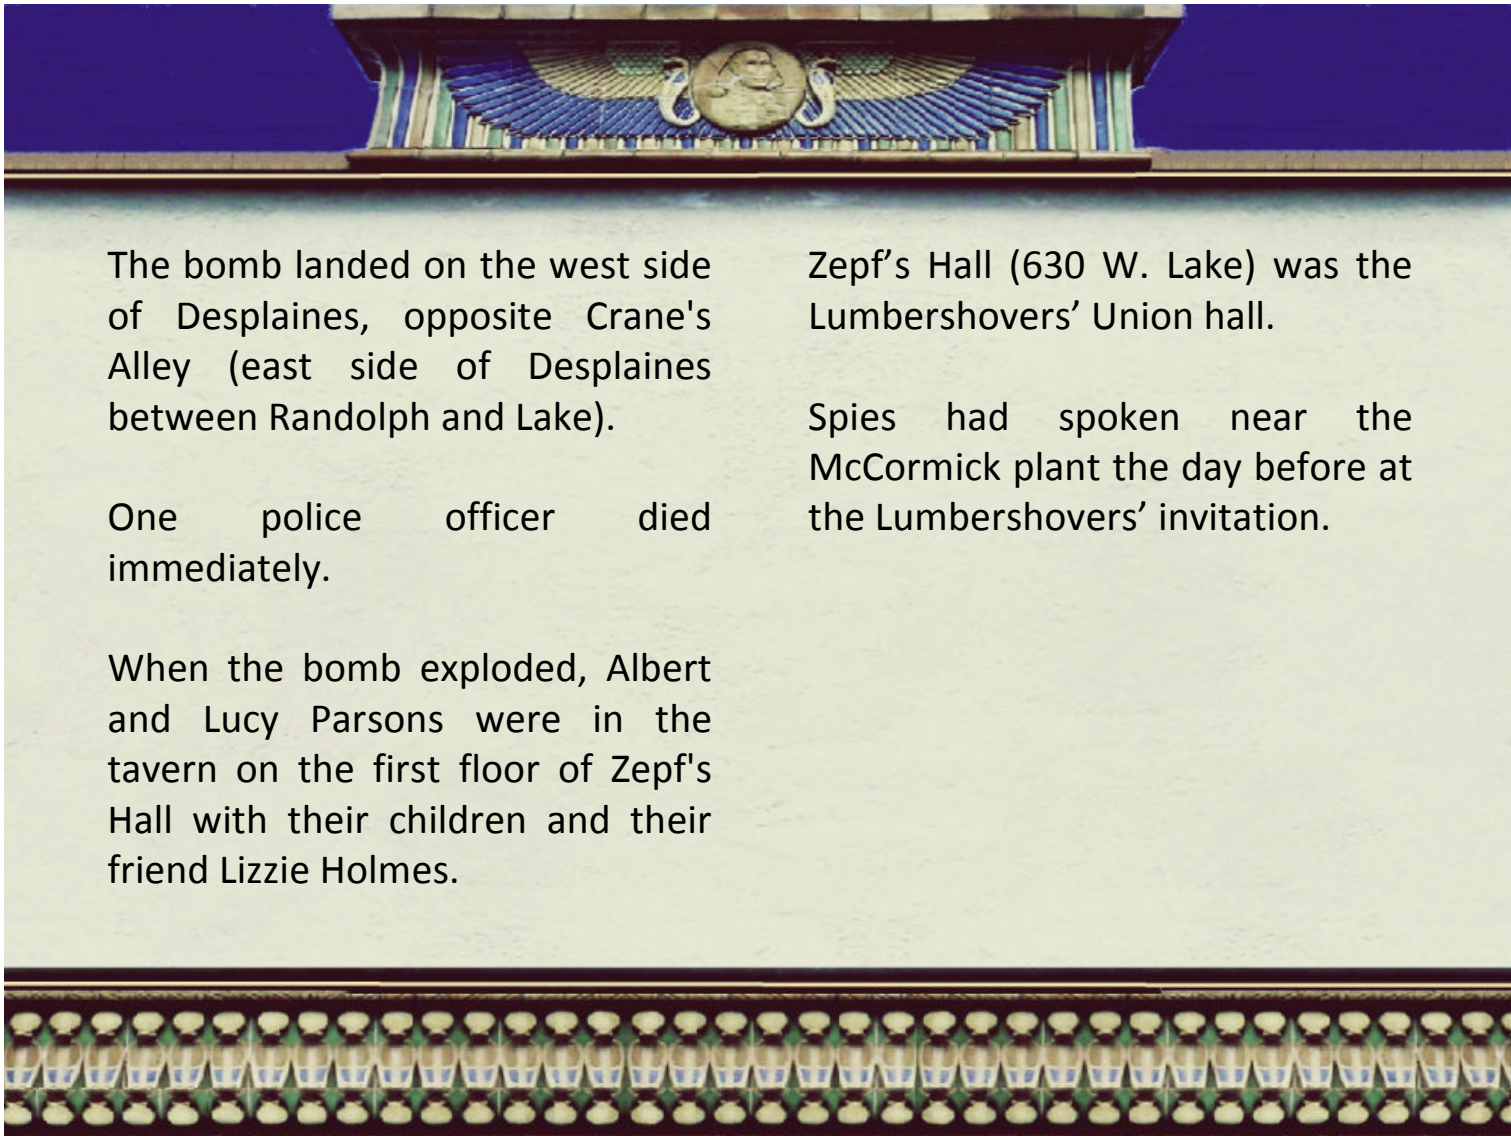 The bomb landed on the west side
of Desplaines, opposite Crane's
Alley (east side of Desplaines
between Randolph and Lake).
One police officer died
immediately.
When the bomb exploded, Albert
and Lucy Parsons were in the
tavern on the first floor of Zepf's
Hall with their children and their
friend Lizzie Holmes.
Zepf’s Hall (630 W. Lake) was the
Lumbershovers’ Union hall.
Spies had spoken near the
McCormick plant the day before at
the Lumbershovers’ invitation.